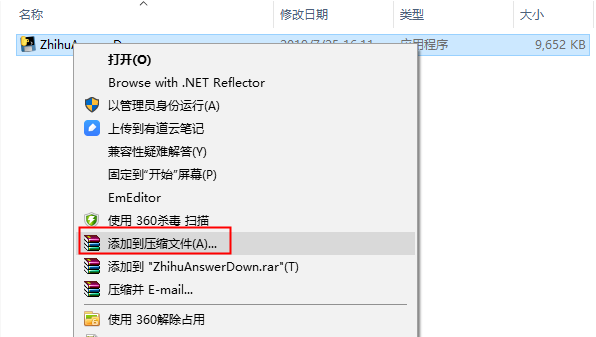 名称 修改日期 类型 大小
ZhihuAnswerDown 2018/7/25 16:11 应用程序 9,652 KB
打开(O)
Browse with .NET Reflector
以管理员身份运行(A)
上传到有道云笔记
兼容性疑难解答(Y)
固定到"开始"屏幕(P)
EmEditor
使用 360杀毒 扫描
添加到压缩文件(A)...
添加到 "ZhihuAnswerDown.rar"(T)
压缩并 E-mail...
使用 360解除占用